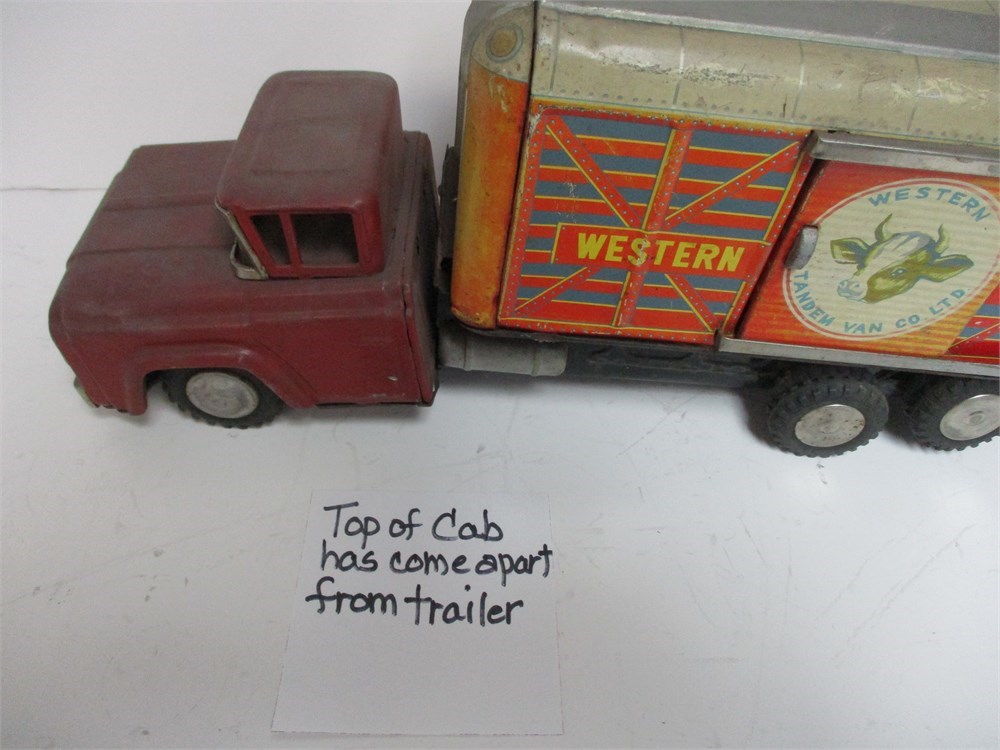 WESTERN
WESTERN
TANDEM VAN CO. LTD.
Top of Cab
has come apart
from trailer